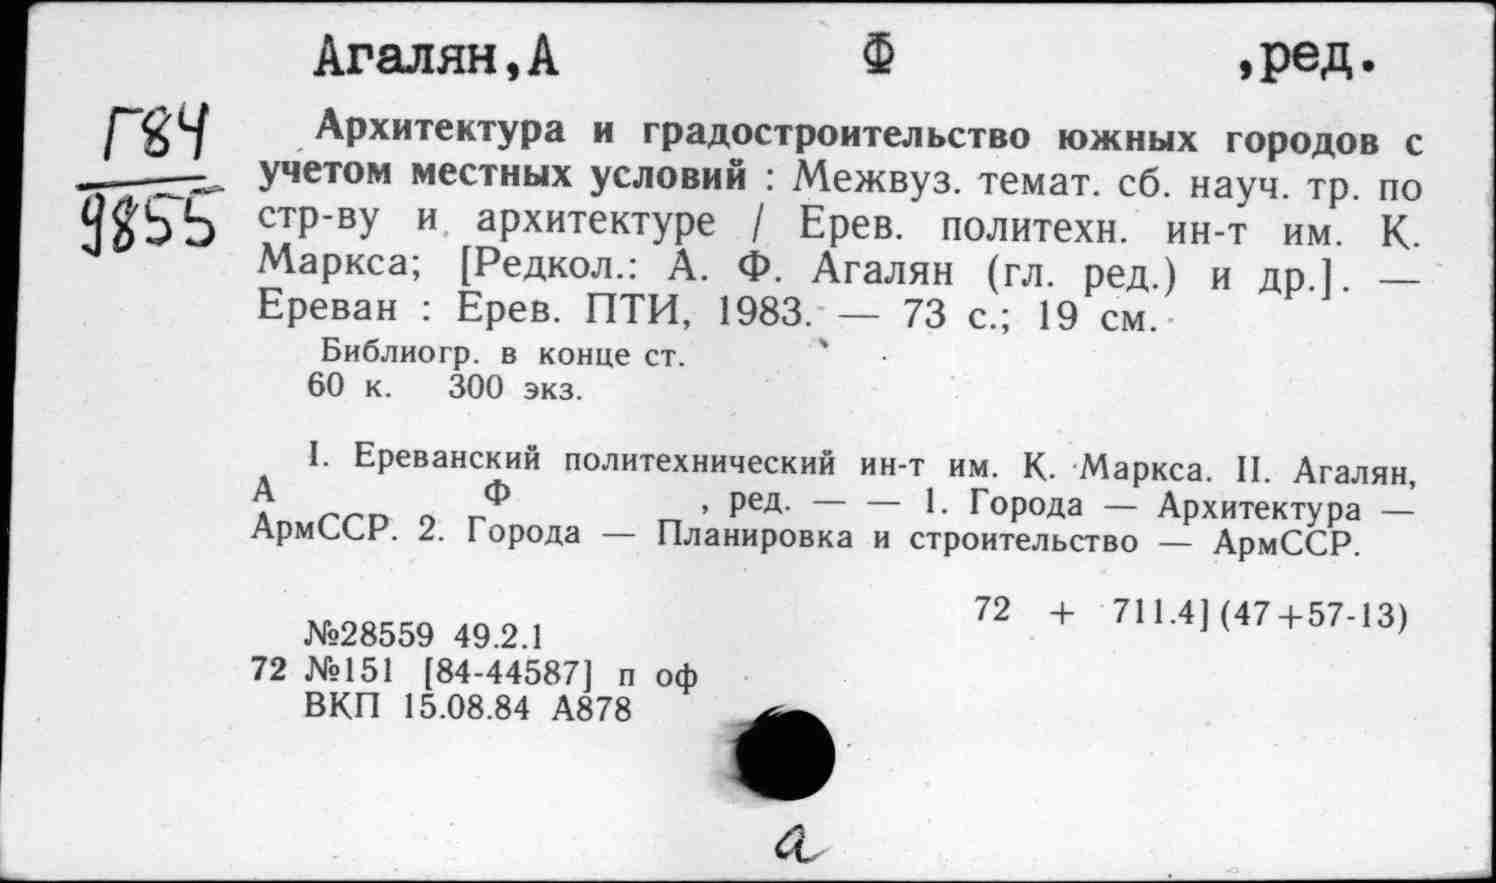 Агалян,А Ф ,ред.
Г84
9855
Архитектура и градостроительство южных городов с
учетом местных условий : Межвуз. темат. сб. науч. тр. по
стр-ву и архитектуре / Ерев. политехн. ин-т им. К.
Маркса; [Редкол.: А. Ф. Агалян (гл. ред.) и др.]. —
Ереван : Ерев. ПТИ, 1983. — 73 с.; 19 см.
Библиогр. в конце ст.
60 к. 300 экз.
I. Ереванский политехнический ин-т им. К. Маркса. II. Агалян,
А Ф , ред. — — 1. Города — Архитектура —
АрмССР. 2. Города — Планировка и строительство — АрмССР.
72 + 711.4](47+57-13)
№28559 49.2.1
72 №151 [84-44587] п оф
ВКП 15.08.84 А878
а